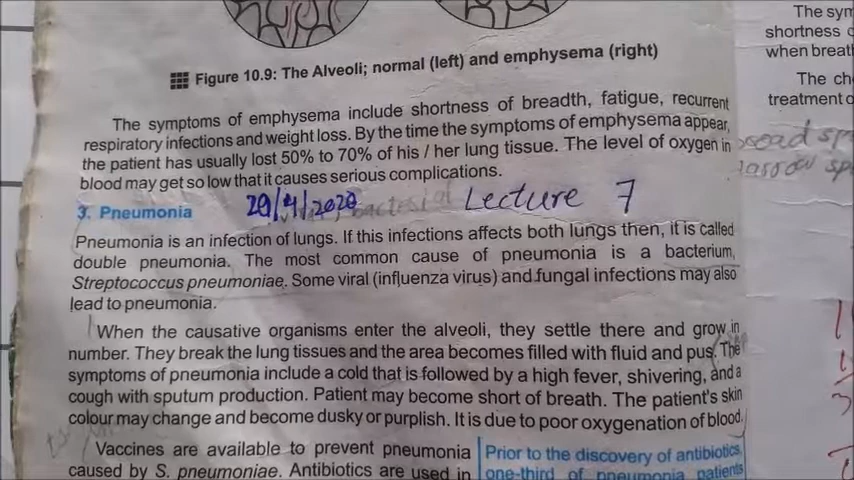 Figure 10.9: The Alveoli; normal (left) and emphysema (right)
The symptoms of emphysema include shortness of breadth, fatigue, recurrent
respiratory infections and weight loss. By the time the symptoms of emphysema appear,
the patient has usually lost 50% to 70% of his / her lung tissue. The level of oxygen in
blood may get so low that it causes serious complications.
3. Pneumonia 29/4/2020 Lecture 7
Pneumonia is an infection of lungs. If this infections affects both lungs then, it is called
double pneumonia. The most common cause of pneumonia is a bacterium,
Streptococcus pneumoniae. Some viral (influenza virus) and fungal infections may also
lead to pneumonia.
When the causative organisms enter the alveoli, they settle there and grow in
number. They break the lung tissues and the area becomes filled with fluid and pus. The
symptoms of pneumonia include a cold that is followed by a high fever, shivering, and a
cough with sputum production. Patient may become short of breath. The patient's skin
colour may change and become dusky or purplish. It is due to poor oxygenation of blood.
Vaccines are available to prevent pneumonia
caused by S. pneumoniae. Antibiotics are used in
Prior to the discovery of antibiotics,
one-third of pneumonia patients
The sym
shortness
when breat
The ch
treatment o